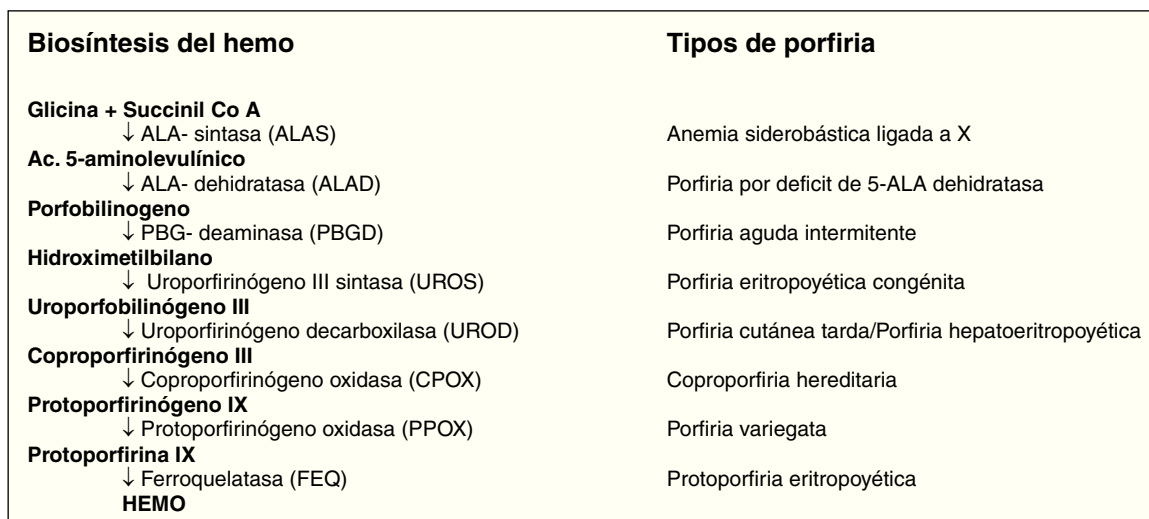 Biosíntesis del hemo Tipos de porfiria
Glicina + Succinil Co A
↓ ALA- sintasa (ALAS) Anemia siderobástica ligada a X
Ac. 5-aminolevulínico
↓ ALA- dehidratasa (ALAD) Porfiria por deficit de 5-ALA dehidratasa
Porfobilinogeno
↓ PBG- deaminasa (PBGD) Porfiria aguda intermitente
Hidroximetilbilano
↓ Uroporfirinógeno III sintasa (UROS) Porfiria eritropoyética congénita
Uroporfobilinógeno III
↓ Uroporfirinógeno decarboxilasa (UROD) Porfiria cutánea tarda/Porfiria hepatoeritropoyética
Coproporfirinógeno III
↓ Coproporfirinógeno oxidasa (CPOX) Coproporfiria hereditaria
Protoporfirinógeno IX
↓ Protoporfirinógeno oxidasa (PPOX) Porfiria variegata
Protoporfirina IX
↓ Ferroquelatasa (FEQ) Protoporfiria eritropoyética
HEMO